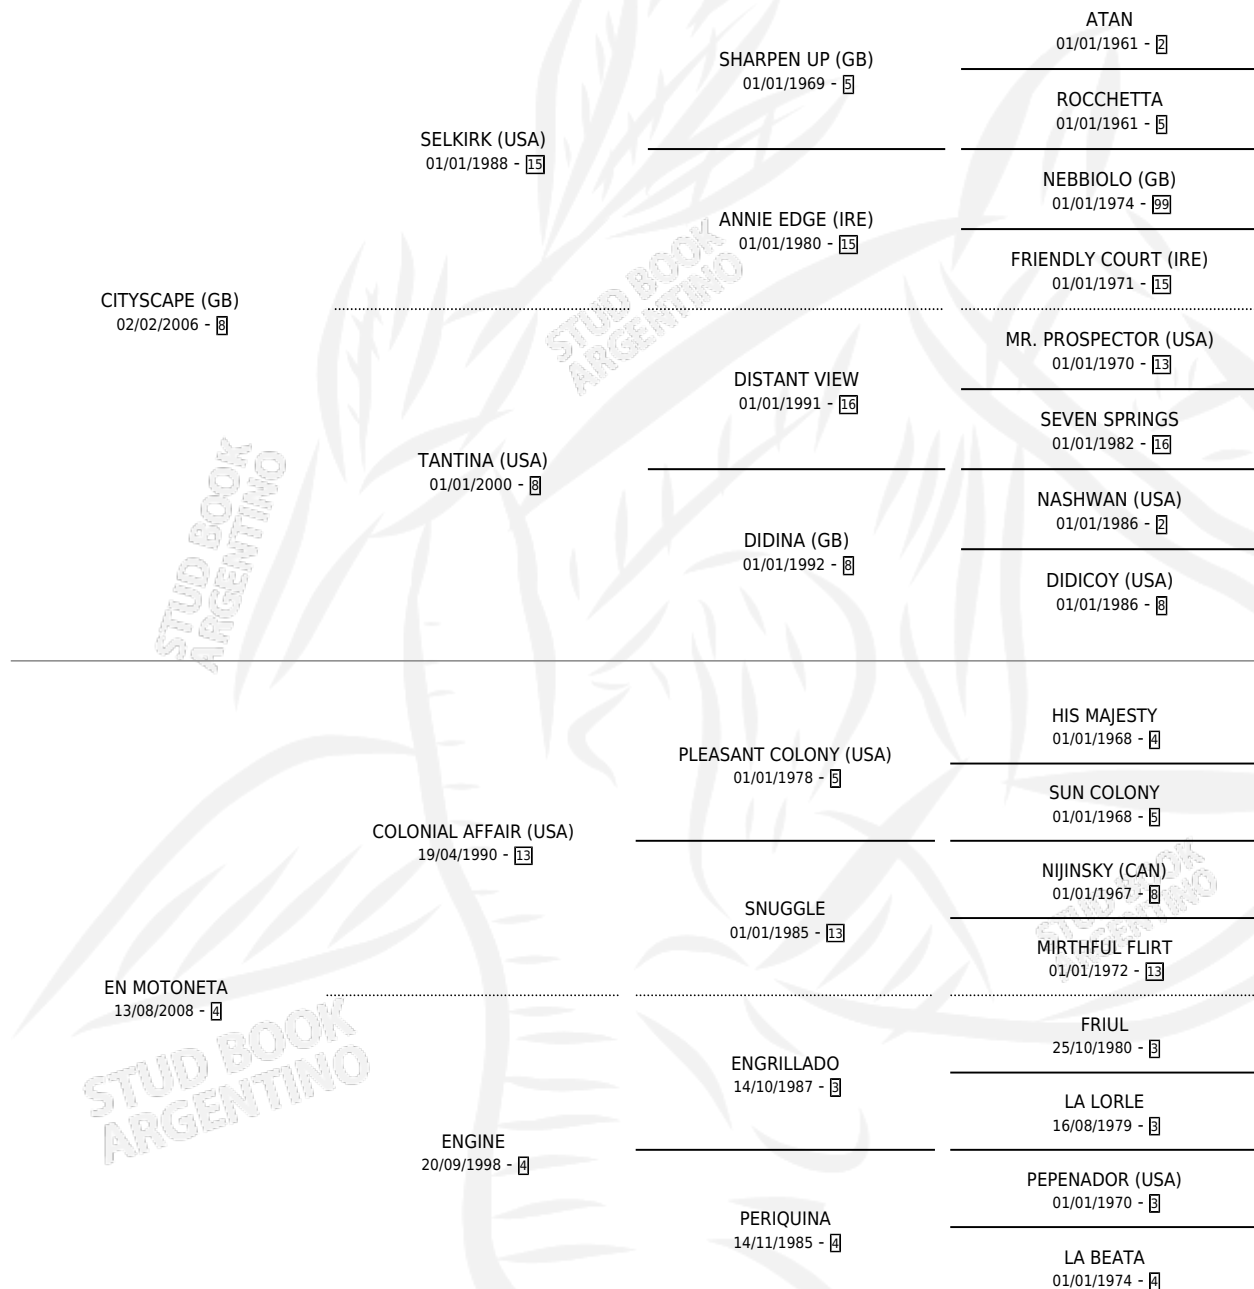 ATAN
01/01/1961 - 2
SHARPEN UP (GB)
01/01/1969 - 5
ROCCHETTA
01/01/1961 - 5
SELKIRK (USA)
01/01/1988 - 15
NEBBIOLO (GB)
01/01/1974 - 99
ANNIE EDGE (IRE)
01/01/1980 - 15
FRIENDLY COURT (IRE)
01/01/1971 - 15
CITYSCAPE (GB)
02/02/2006 - 8
STUD BOOK
ARGENTINO
MR. PROSPECTOR (USA)
01/01/1970 - 13
DISTANT VIEW
01/01/1991 - 16
SEVEN SPRINGS
01/01/1982 - 16
TANTINA (USA)
01/01/2000 - 8
NASHWAN (USA)
01/01/1986 - 2
DIDINA (GB)
01/01/1992 - 8
DIDICOY (USA)
01/01/1986 - 8
STUD BOOK
ARGENTINO
HIS MAJESTY
01/01/1968 - 4
PLEASANT COLONY (USA)
01/01/1978 - 5
SUN COLONY
01/01/1968 - 5
COLONIAL AFFAIR (USA)
19/04/1990 - 13
NIJINSKY (CAN)
01/01/1967 - 8
SNUGGLE
01/01/1985 - 13
MIRTHFUL FLIRT
01/01/1972 - 13
STUD BOOK
ARGENTINO
EN MOTONETA
13/08/2008 - 4
STUD BOOK
ARGENTINO
FRIUL
25/10/1980 - 3
ENGRILLADO
14/10/1987 - 3
LA LORLE
16/08/1979 - 3
ENGINE
20/09/1998 - 4
PEPENADOR (USA)
01/01/1970 - 3
PERIQUINA
14/11/1985 - 4
LA BEATA
01/01/1974 - 4